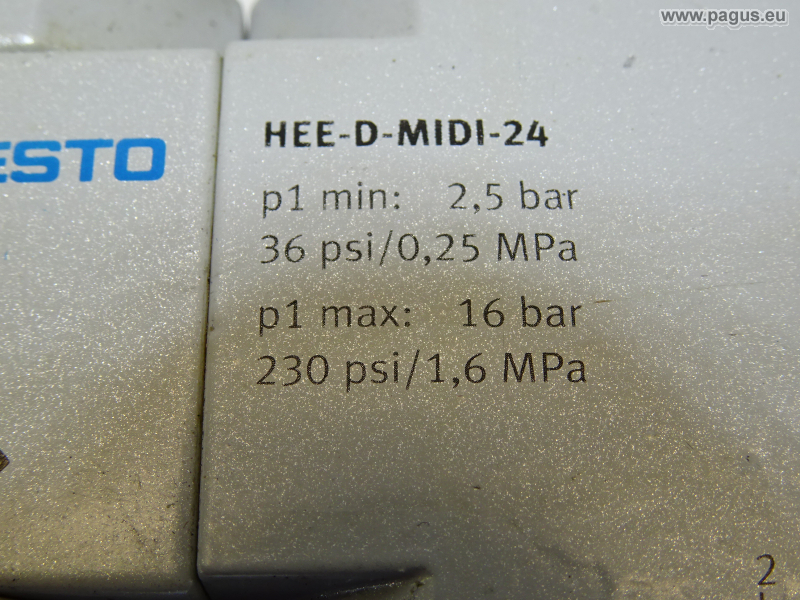 www.pagus.eu
ESTO
HEE-D-MIDI-24
p1 min: 2,5 bar
36 psi/0,25 MPa
p1 max: 16 bar
230 psi/1,6 MPa
2